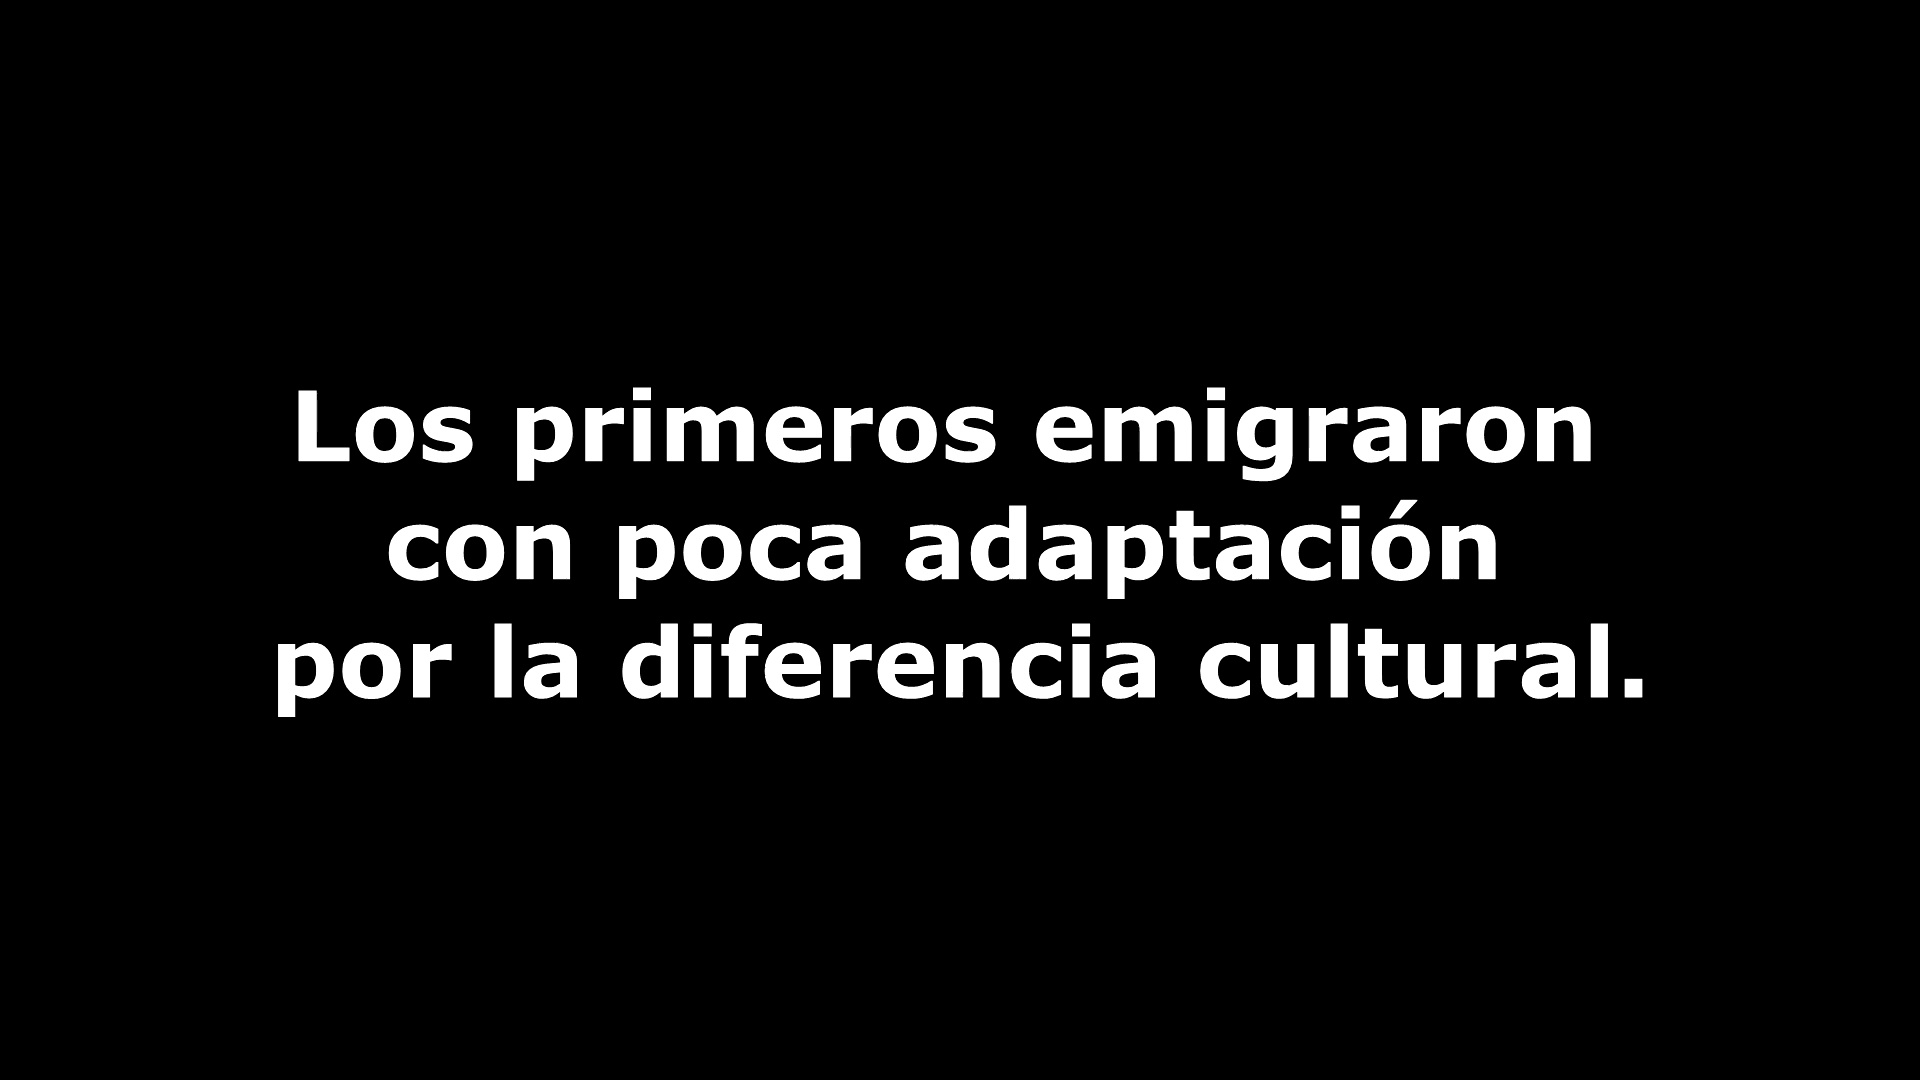 Los primeros emigraron
con poca adaptación
por la diferencia cultural.